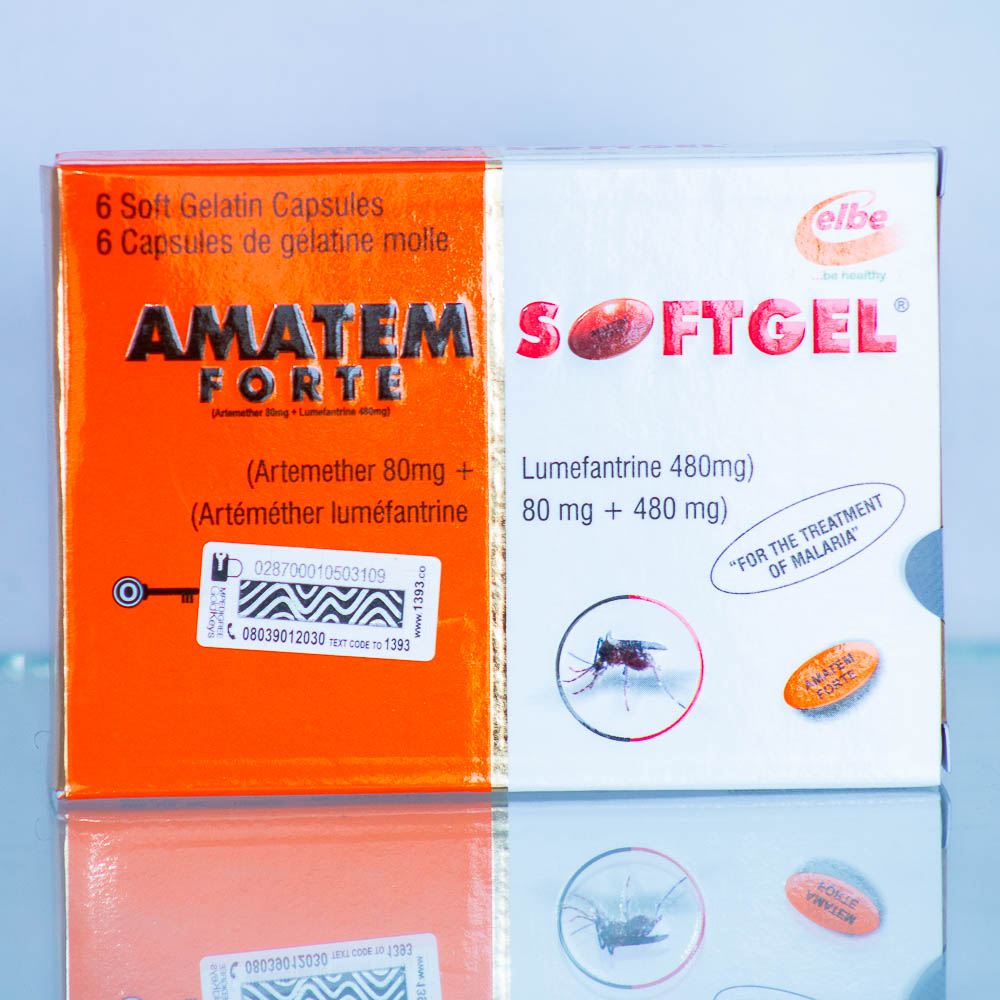 6 Soft Gelatin Capsules
6 Capsules de gélatine molle
elbe
...be healthy
AMATEM SOFTGEL®
FORTE
(Artemether 80mg + Lumefantrine 480mg)
(Artemether 80mg + Lumefantrine 480mg)
(Artéméther luméfantrine 80 mg + 480 mg)
"FOR THE TREATMENT
OF MALARIA"
028700010503109
MPEDIGREE
GoldKeys
08039012030 TEXT CODE TO 1393
www.1393.co
AMATEM
FORTE